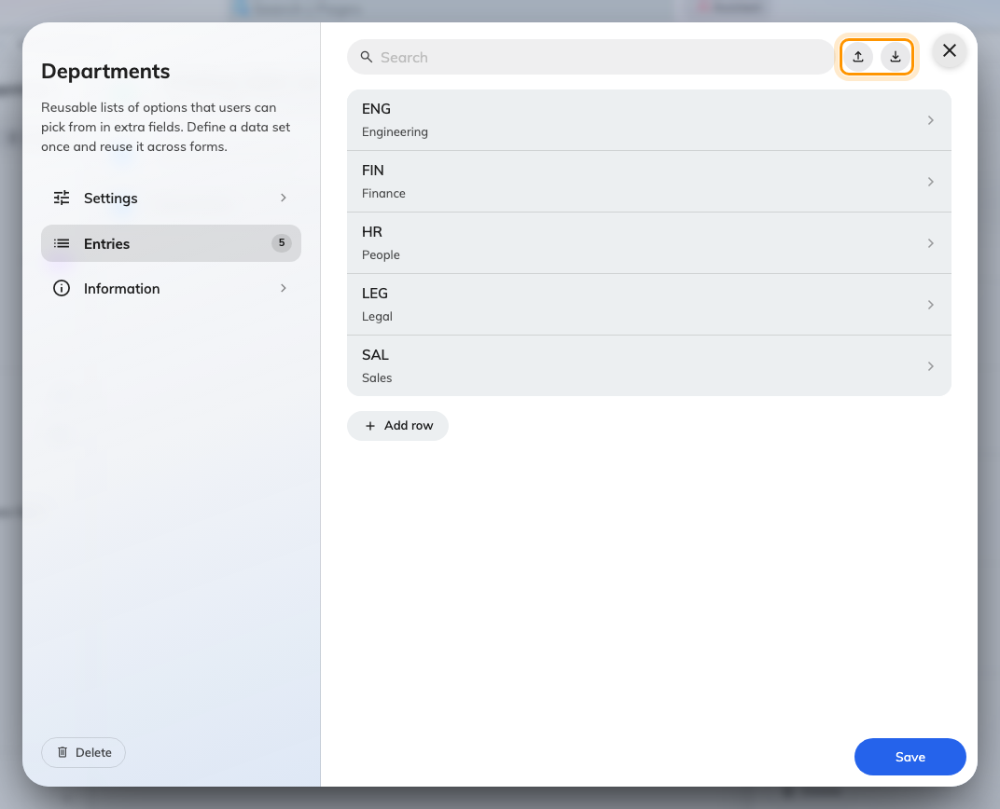 Departments
Reusable lists of options that users can
pick from in extra fields. Define a data set
once and reuse it across forms.
Settings
Entries 5
Information
Delete
Search
ENG
Engineering
FIN
Finance
HR
People
LEG
Legal
SAL
Sales
Add row
Save